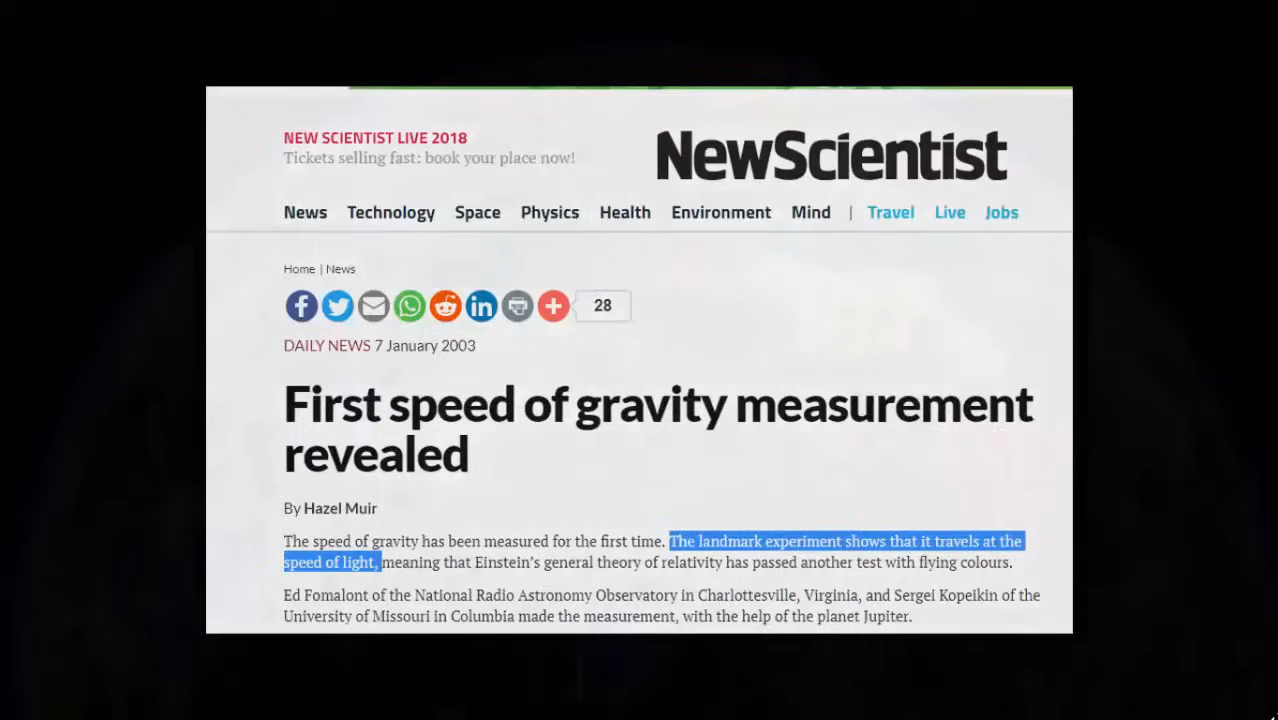 NEW SCIENTIST LIVE 2018
Tickets selling fast: book your place now!
NewScientist
News Technology Space Physics Health Environment Mind | Travel Live Jobs
Home | News
28
DAILY NEWS 7 January 2003
First speed of gravity measurement
revealed
By Hazel Muir
The speed of gravity has been measured for the first time. The landmark experiment shows that it travels at the
speed of light, meaning that Einstein’s general theory of relativity has passed another test with flying colours.
Ed Fomalont of the National Radio Astronomy Observatory in Charlottesville, Virginia, and Sergei Kopeikin of the
University of Missouri in Columbia made the measurement, with the help of the planet Jupiter.